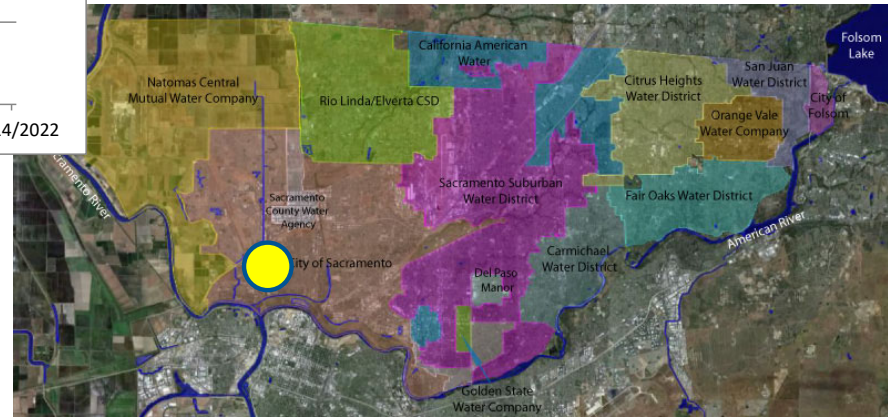 4/2022
Folsom
Lake
California American
Water
San Juan
Water District
Natomas Central
Mutual Water Company
Citrus Heights
Water District
City of
Folsom
Rio Linda/Elverta CSD
Orange Vale
Water Company
Sacramento River
Sacramento Suburban
Water District
Fair Oaks Water District
Sacramento
County Water
Agency
American River
City of Sacramento
Carmichael
Water District
Del Paso
Manor
Golden State
Water Company